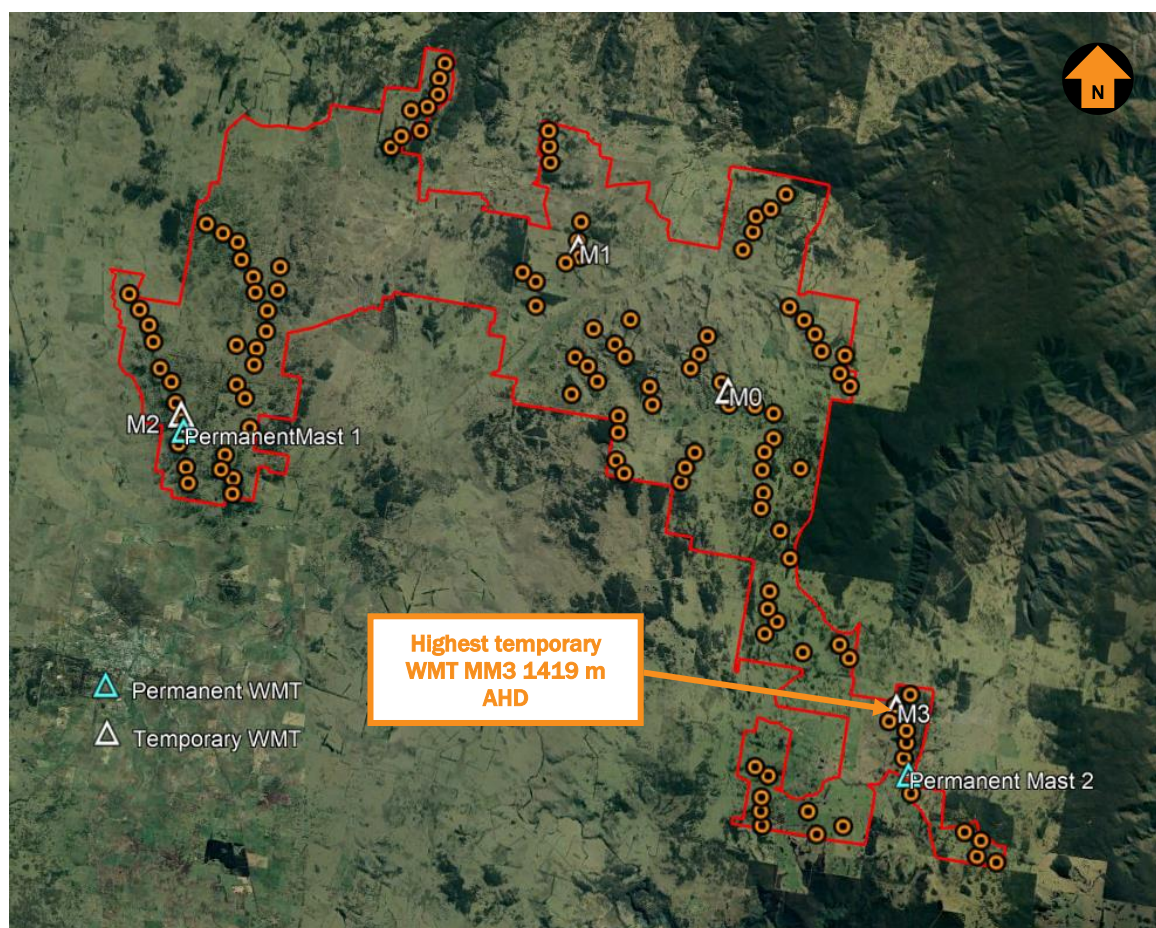 N
M1
M0
M2
PermanentMast 1
Highest temporary
WMT MM3 1419 m
AHD
Permanent WMT
Temporary WMT
M3
Permanent Mast 2